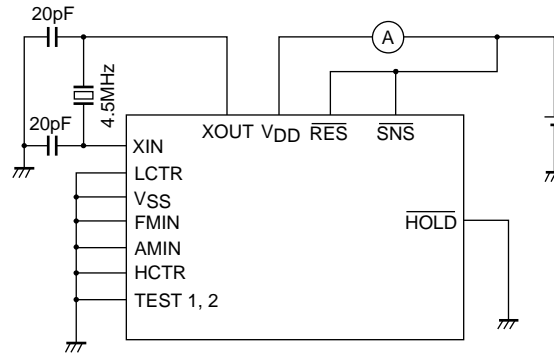 20pF
A
4.5MHz
20pF
XOUT VDD RES SNS
XIN
LCTR
VSS
FMIN
HOLD
AMIN
HCTR
TEST 1, 2